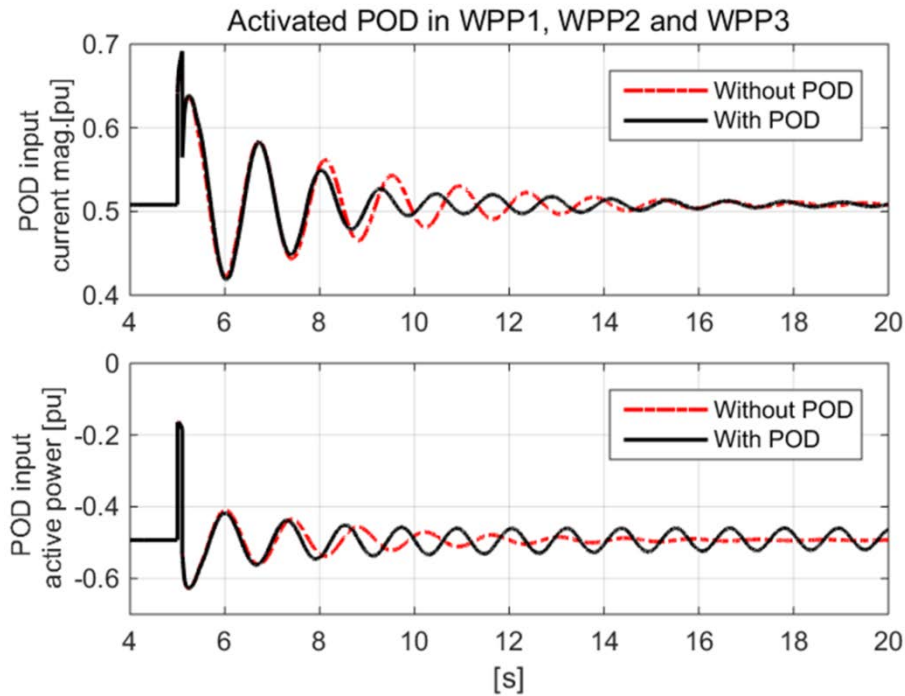 Activated POD in WPP1, WPP2 and WPP3
POD input
current mag.[pu]
0.7
0.6
0.5
0.4
Without POD
With POD
4 6 8 10 12 14 16 18 20
POD input
active power [pu]
0
-0.2
-0.4
-0.6
Without POD
With POD
4 6 8 10 12 14 16 18 20
[s]